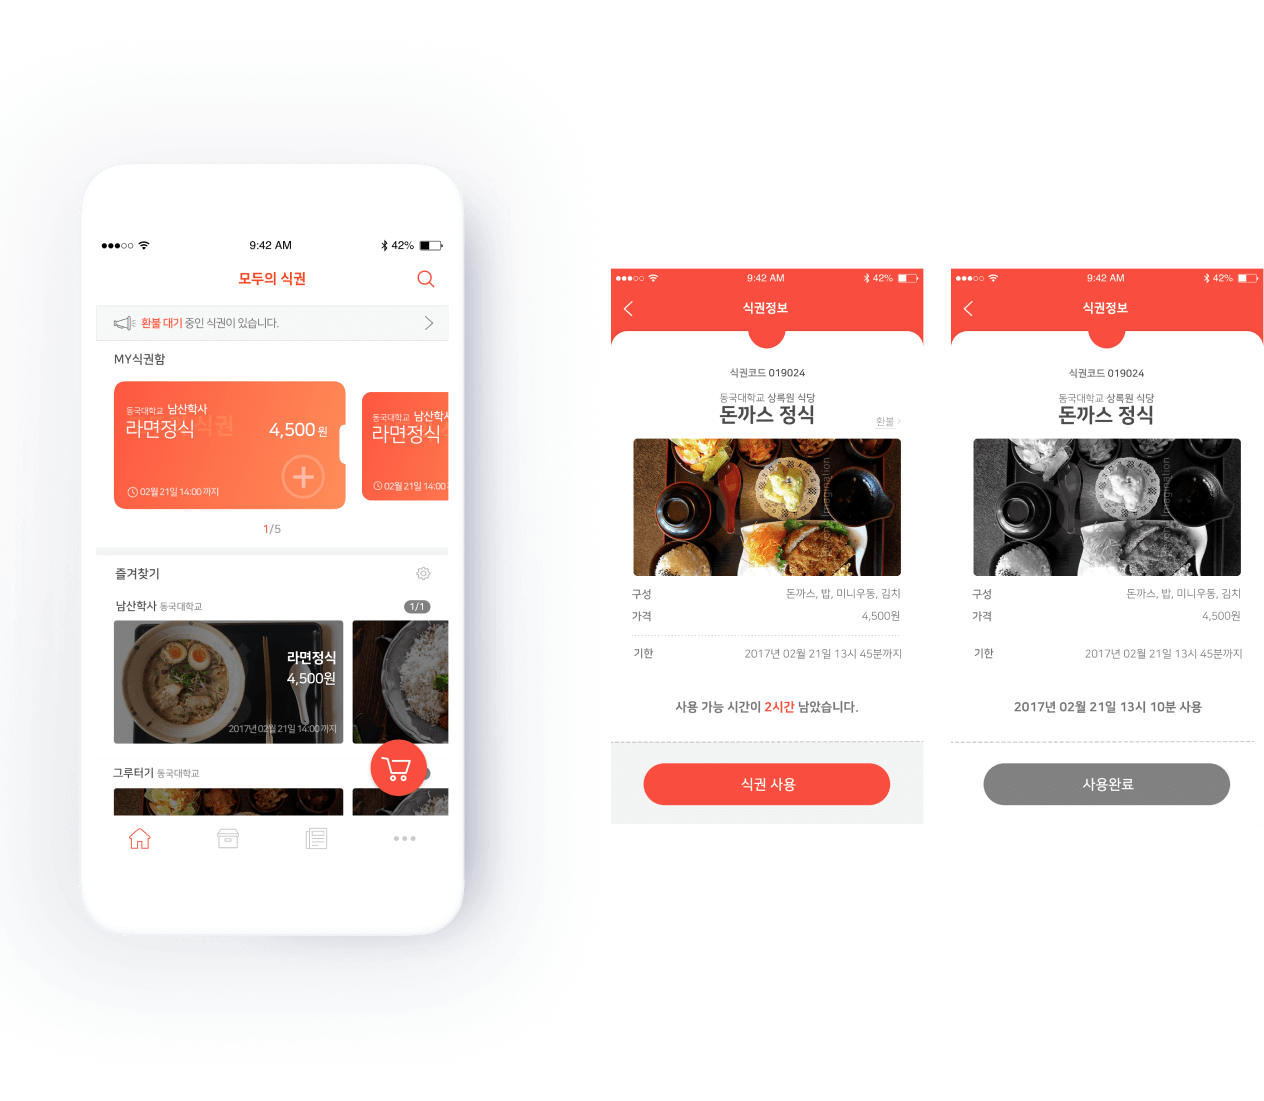 9:42 AM
42%
모두의 식권
환불 대기 중인 식권이 있습니다.
MY식권함
동국대학교 남산학사
라면정식
식권
4,500 원
02월 21일 14:00 까지
동국대학교 남산학사
라면정식
02월 21일 14:00
1/5
즐겨찾기
남산학사 동국대학교
1/1
라면정식
4,500원
2017년 02월 21일 14:00 까지
그루터기 동국대학교
9:42 AM
42%
식권정보
식권코드 019024
동국대학교 상록원 식당
돈까스 정식
환불
Imagination
구성
돈까스, 밥, 미니우동, 김치
가격
4,500원
기한
2017년 02월 21일 13시 45분까지
사용 가능 시간이 2시간 남았습니다.
식권 사용
9:42 AM
42%
식권정보
식권코드 019024
동국대학교 상록원 식당
돈까스 정식
Imagination
구성
돈까스, 밥, 미니우동, 김치
가격
4,500원
기한
2017년 02월 21일 13시 45분까지
2017년 02월 21일 13시 10분 사용
사용완료